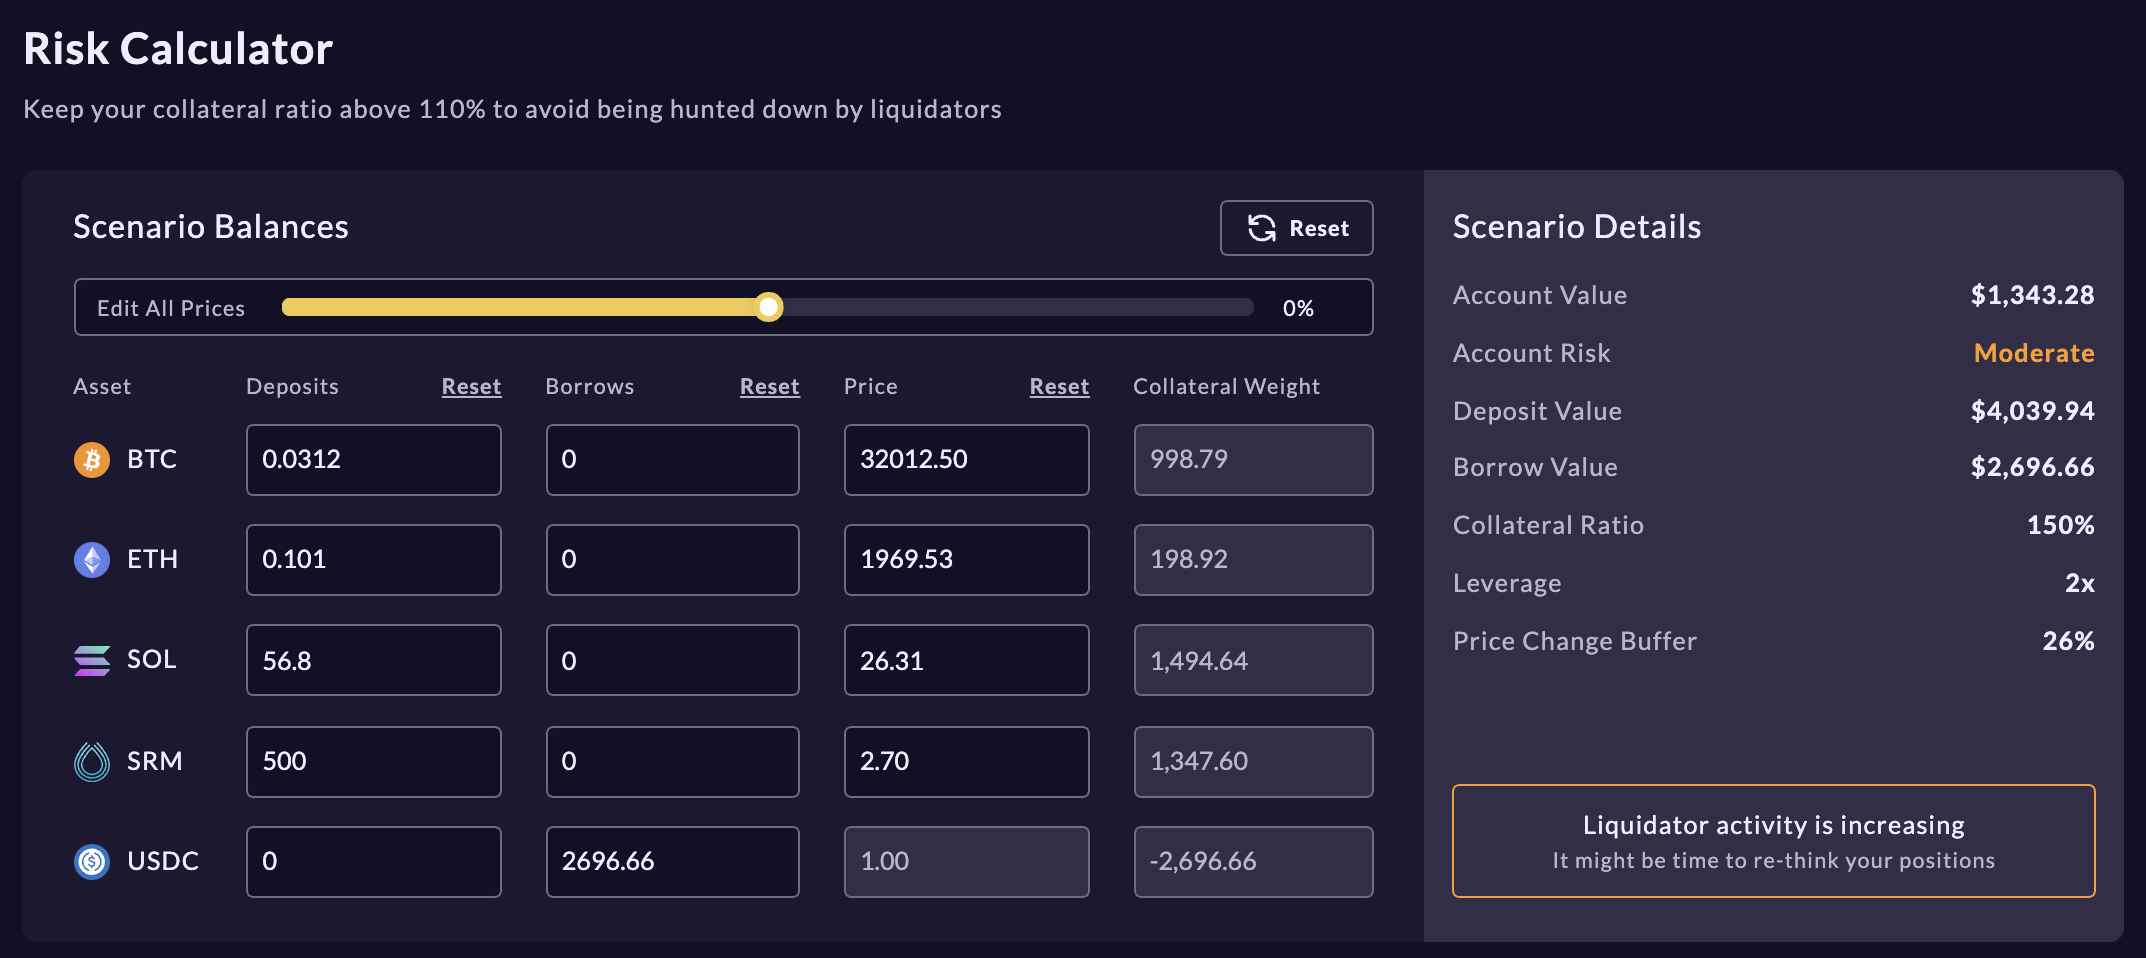 Risk Calculator
Keep your collateral ratio above 110% to avoid being hunted down by liquidators
Scenario Balances
Reset
Edit All Prices 0%
Asset Deposits Reset Borrows Reset Price Reset Collateral Weight
BTC 0.0312 0 32012.50 998.79
ETH 0.101 0 1969.53 198.92
SOL 56.8 0 26.31 1,494.64
SRM 500 0 2.70 1,347.60
USDC 0 2696.66 1.00 -2,696.66
Scenario Details
Account Value $1,343.28
Account Risk Moderate
Deposit Value $4,039.94
Borrow Value $2,696.66
Collateral Ratio 150%
Leverage 2x
Price Change Buffer 26%
Liquidator activity is increasing
It might be time to re-think your positions